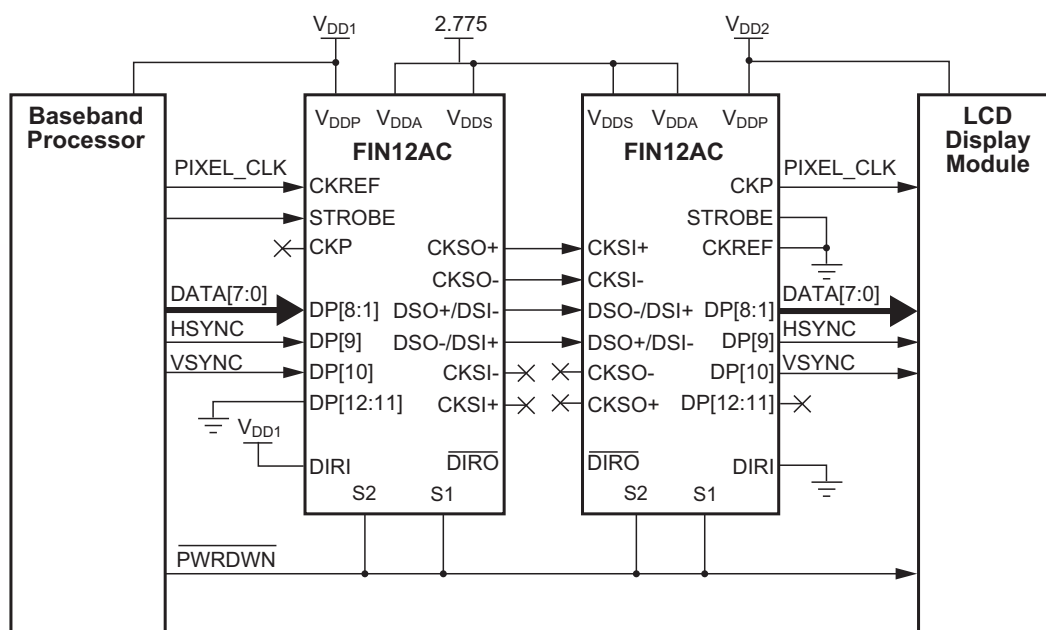 VDD1
2.775
VDD2
Baseband
Processor
VDDP VDDA VDDS
FIN12AC
VDDS VDDA VDDP
FIN12AC
LCD
Display
Module
PIXEL_CLK
CKREF
CKP
PIXEL_CLK
STROBE
STROBE
CKP
CKSO+
CKSI+
CKREF
CKSO-
CKSI-
DATA[7:0]
DP[8:1]
DSO+/DSI-
DSO-/DSI+
DP[8:1]
DATA[7:0]
HSYNC
DP[9]
DSO-/DSI+
DSO+/DSI-
DP[9]
HSYNC
VSYNC
DP[10]
CKSI-
CKSO-
DP[10]
VSYNC
DP[12:11]
CKSI+
CKSO+
DP[12:11]
VDD1
DIRI
DIRO
DIRO
DIRI
S2
S1
S2
S1
PWRDWN